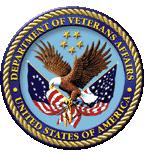 DEPARTMENT OF VETERANS AFFAIRS
UNITED STATES OF AMERICA